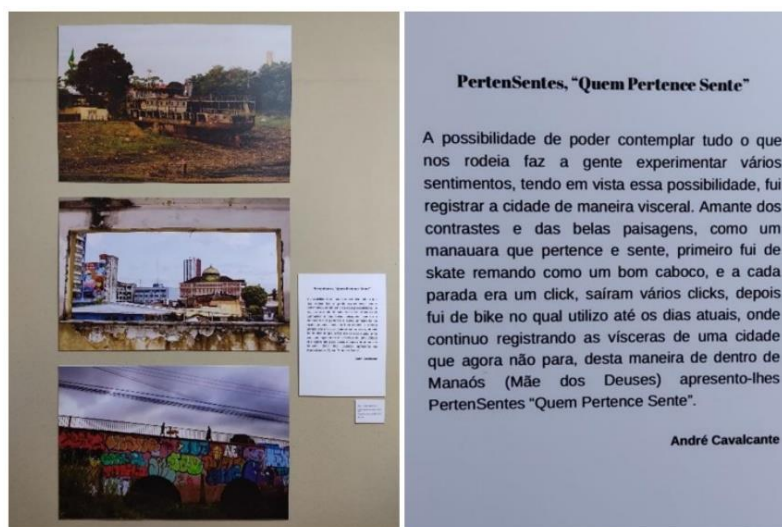 PertenSentes, “Quem Pertence Sente”
A possibilidade de poder contemplar tudo o que
nos rodeia faz a gente experimentar vários
sentimentos, tendo em vista essa possibilidade, fui
registrar a cidade de maneira visceral. Amante dos
contrastes e das belas paisagens, como um
manauara que pertence e sente, primeiro fui de
skate remando como um bom caboco, e a cada
parada era um click, saíram vários clicks, depois
fui de bike no qual utilizo até os dias atuais, onde
continuo registrando as vísceras de uma cidade
que agora não para, desta maneira de dentro de
Manaós (Mãe dos Deuses) apresento-lhes
PertenSentes “Quem Pertence Sente”.
André Cavalcante